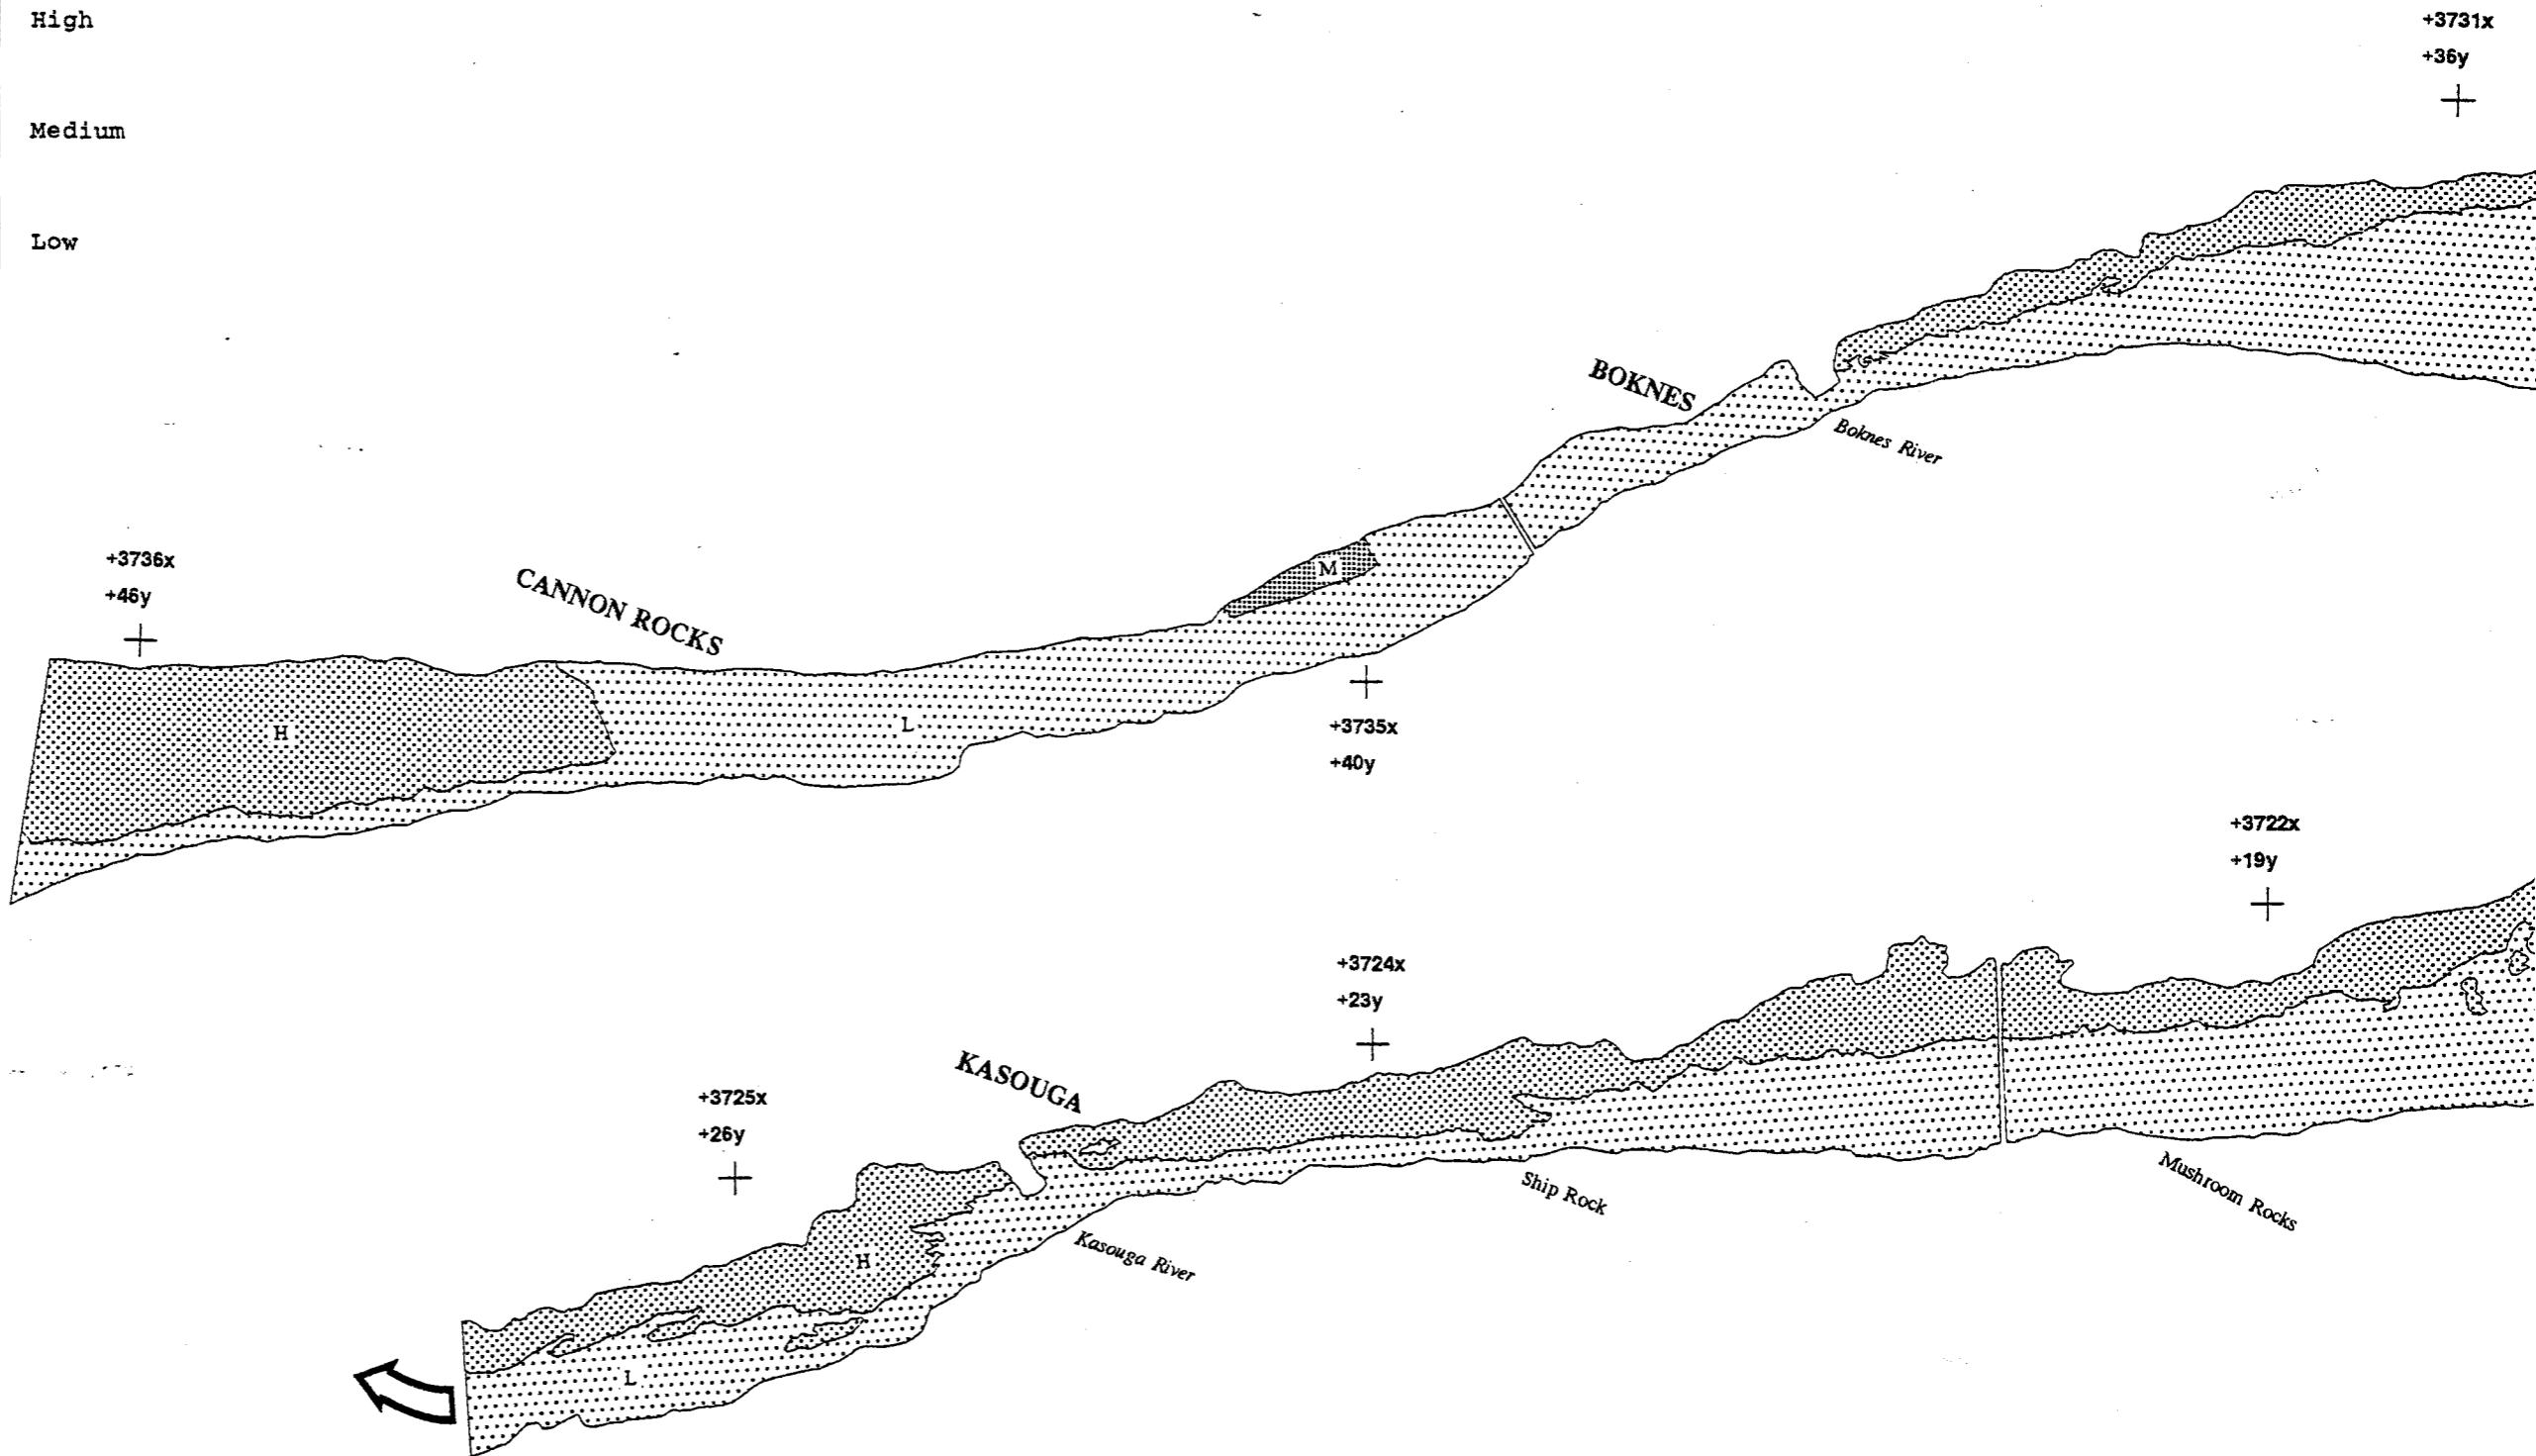 High
Medium
Low
+3731x
+36y
BOKNES
Boknes River
+3736x
+46y
CANNON ROCKS
M
H
L
+3735x
+40y
+3722x
+19y
+3724x
+23y
KASOUGA
+3725x
+26y
Ship Rock
Mushroom Rocks
Kasouga River
H
L